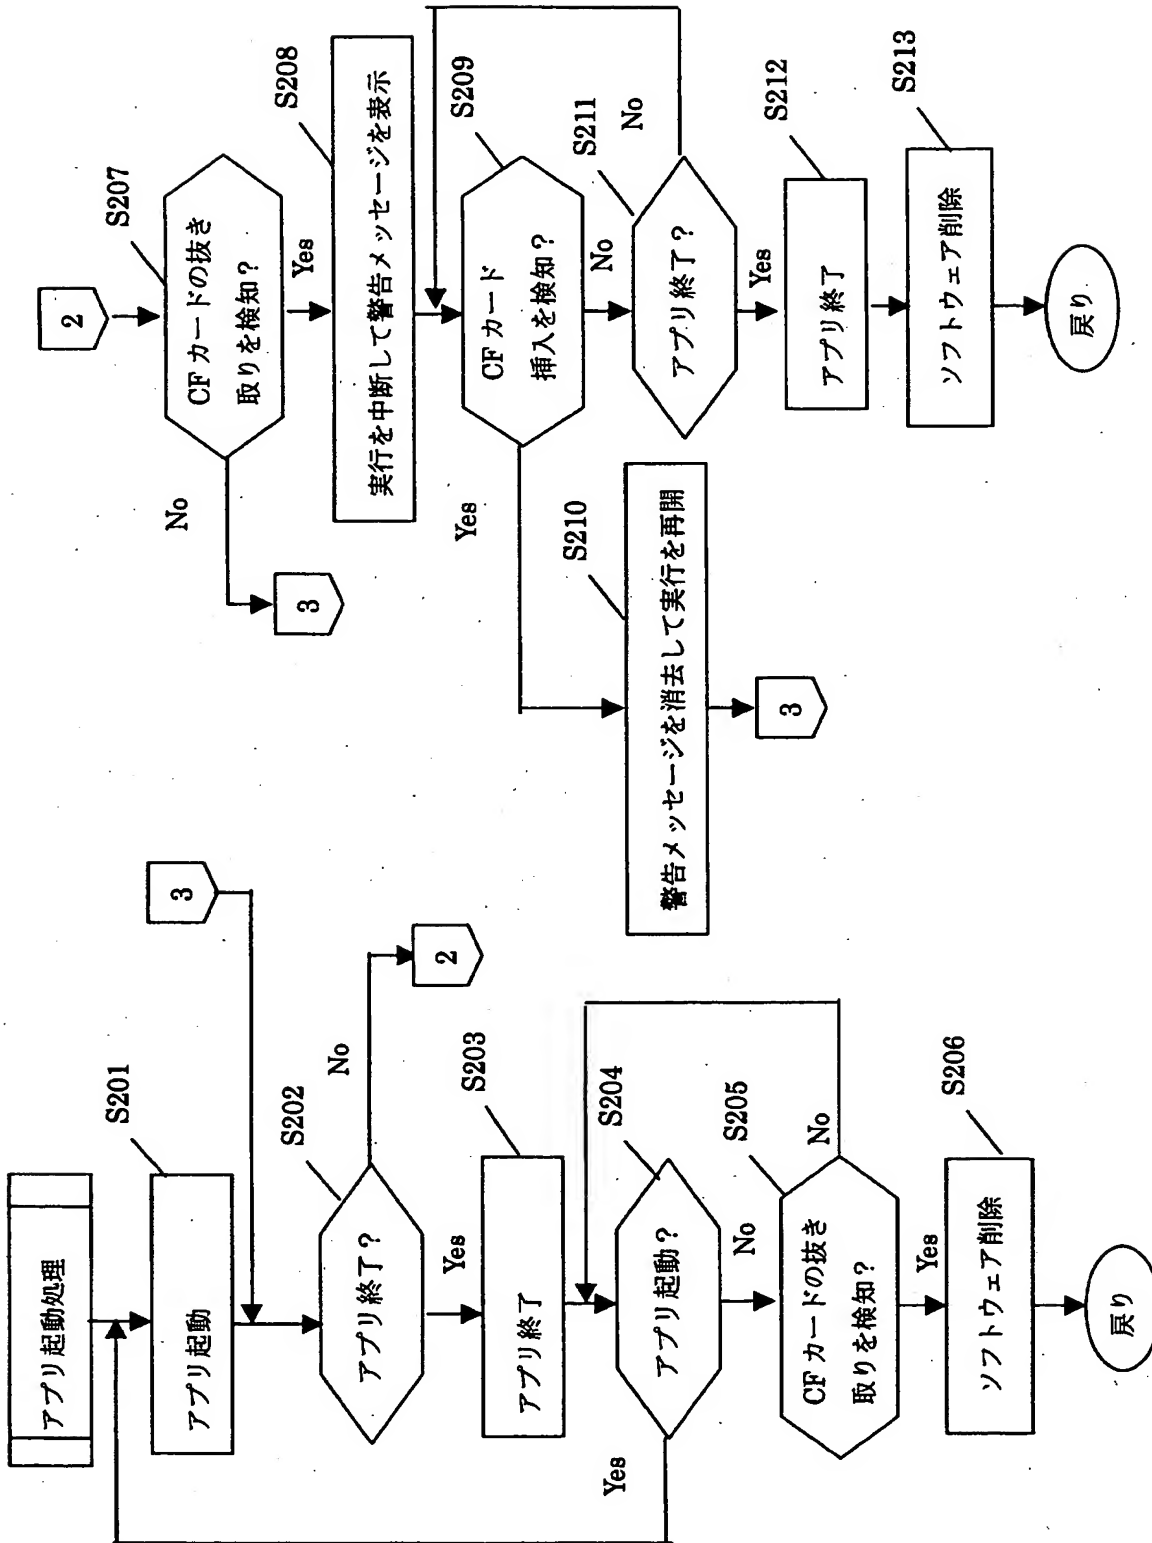 アプリ起動処理
S201
アプリ起動
3
S202
アプリ終了?
No
2
Yes
S203
アプリ終了
S204
アプリ起動?
Yes
No
S205
CFカードの抜き
取りを検知?
No
Yes
S206
ソフトウェア削除
戻り
2
S207
CFカードの抜き
取りを検知?
No
3
Yes
S208
実行を中断して警告メッセージを表示
S209
CFカード
挿入を検知?
Yes
No
S210
警告メッセージを消去して実行を再開
3
S211
アプリ終了?
No
Yes
S212
アプリ終了
S213
ソフトウェア削除
戻り